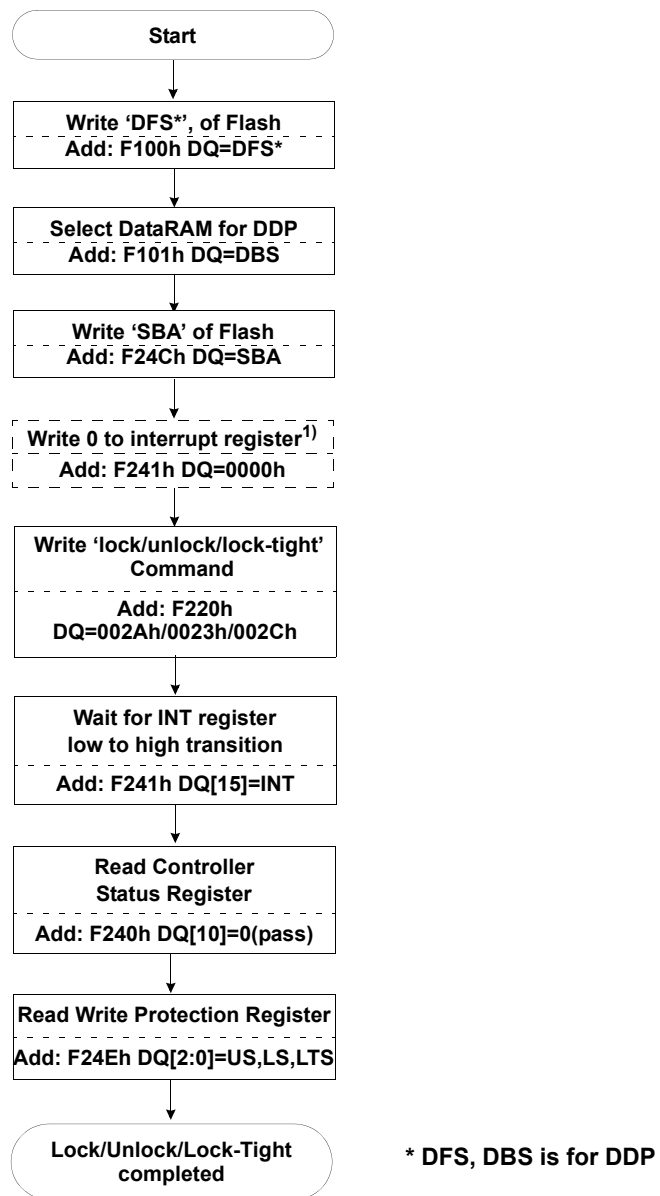 Start
Write ‘DFS*’, of Flash
Add: F100h DQ=DFS*
Select DataRAM for DDP
Add: F101h DQ=DBS
Write ‘SBA’ of Flash
Add: F24Ch DQ=SBA
Write 0 to interrupt register1)
Add: F241h DQ=0000h
Write ‘lock/unlock/lock-tight’
Command
Add: F220h
DQ=002Ah/0023h/002Ch
Wait for INT register
low to high transition
Add: F241h DQ[15]=INT
Read Controller
Status Register
Add: F240h DQ[10]=0(pass)
Read Write Protection Register
Add: F24Eh DQ[2:0]=US,LS,LTS
Lock/Unlock/Lock-Tight
completed
* DFS, DBS is for DDP